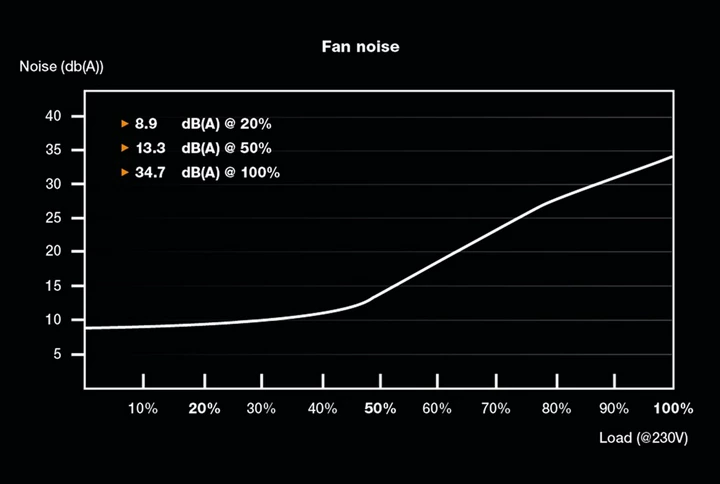 Fan noise
Noise (db(A))
40
35
30
25
20
15
10
5
▶ 8.9 dB(A) @ 20%
▶ 13.3 dB(A) @ 50%
▶ 34.7 dB(A) @ 100%
10% 20% 30% 40% 50% 60% 70% 80% 90% 100%
Load (@230V)